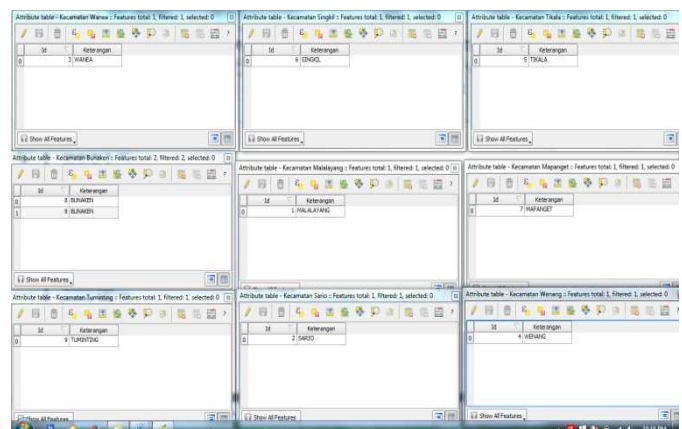 Attribute table - Kecamatan Wanea :: Features total: 1, filtered: 1, selected: 0
Id Keterangan
0 3 WANEA
Show All Features
Attribute table - Kecamatan Singkil :: Features total: 1, filtered: 1, selected: 0
Id Keterangan
0 6 SINGKIL
Show All Features
Attribute table - Kecamatan Tikala :: Features total: 1, filtered: 1, selected: 0
Id Keterangan
0 5 TIKALA
Show All Features
Attribute table - Kecamatan Bunaken :: Features total: 2, filtered: 2, selected: 0
Id Keterangan
0 8 BUNAKEN
1 8 BUNAKEN
Show All Features
Attribute table - Kecamatan Malalayang :: Features total: 1, filtered: 1, selected: 0
Id Keterangan
0 1 MALALAYANG
Attribute table - Kecamatan Mapanget :: Features total: 1, filtered: 1, selected: 0
Id Keterangan
0 7 MAPANGET
Attribute table - Kecamatan Tuminting :: Features total: 1, filtered: 1, selected: 0
Id Keterangan
0 9 TUMINTING
Show All Features
Attribute table - Kecamatan Sario :: Features total: 1, filtered: 1, selected: 0
Id Keterangan
0 2 SARIO
Show All Features
Attribute table - Kecamatan Wenang :: Features total: 1, filtered: 1, selected: 0
Id Keterangan
0 4 WENANG
Show All Features